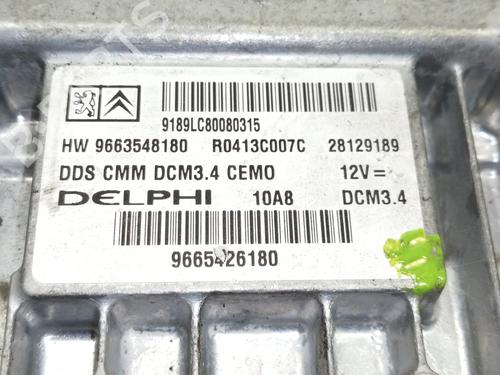 9189LC80080315
HW 9663548180 R0413C007C 28129189
DDS CMM DCM3.4 CEMO 12V =
DELPHI 10A8 DCM3.4
9665426180